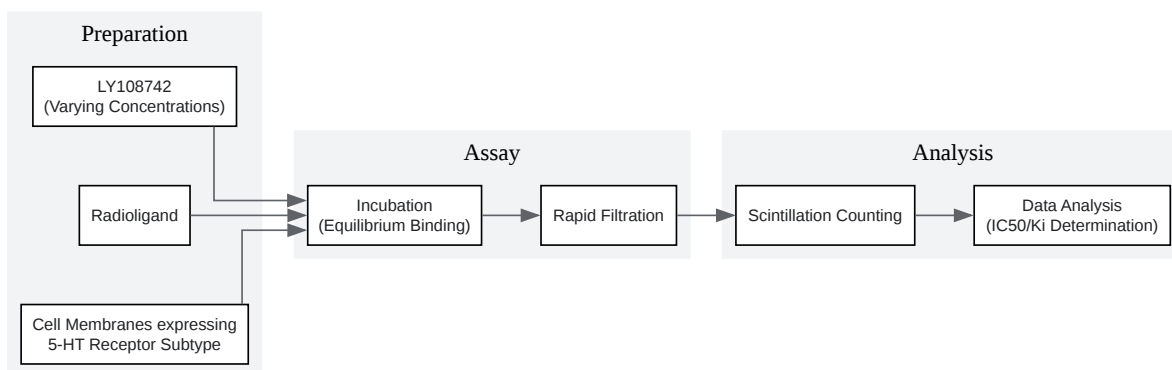 Preparation
LY108742
(Varying Concentrations)
Radioligand
Cell Membranes expressing
5-HT Receptor Subtype
Assay
Incubation
(Equilibrium Binding)
Rapid Filtration
Analysis
Scintillation Counting
Data Analysis
(IC50/Ki Determination)